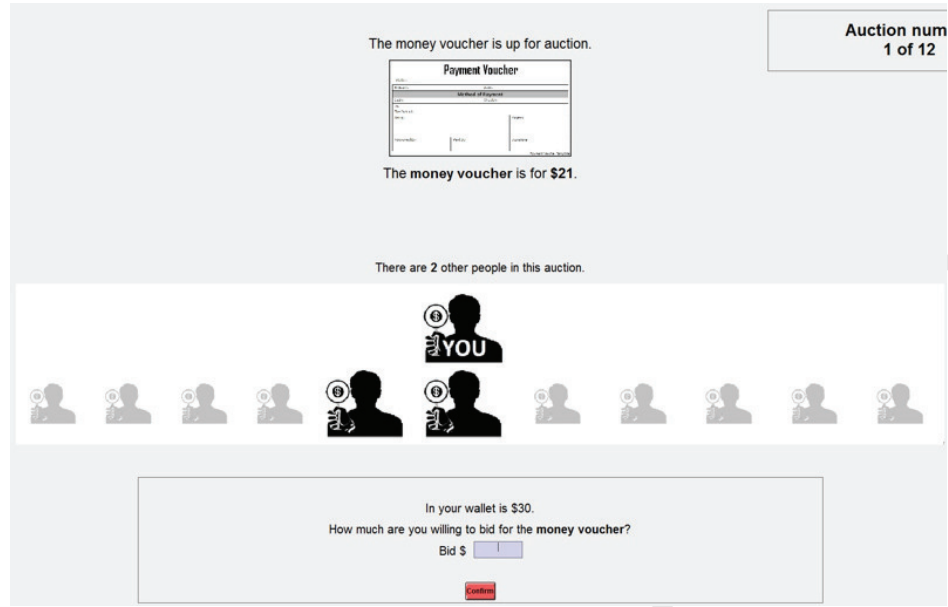 The money voucher is up for auction.
Auction num
1 of 12
Payment Voucher
Method of Payment
The money voucher is for $21.
There are 2 other people in this auction.
YOU
In your wallet is $30.
How much are you willing to bid for the money voucher?
Bid $
Confirm